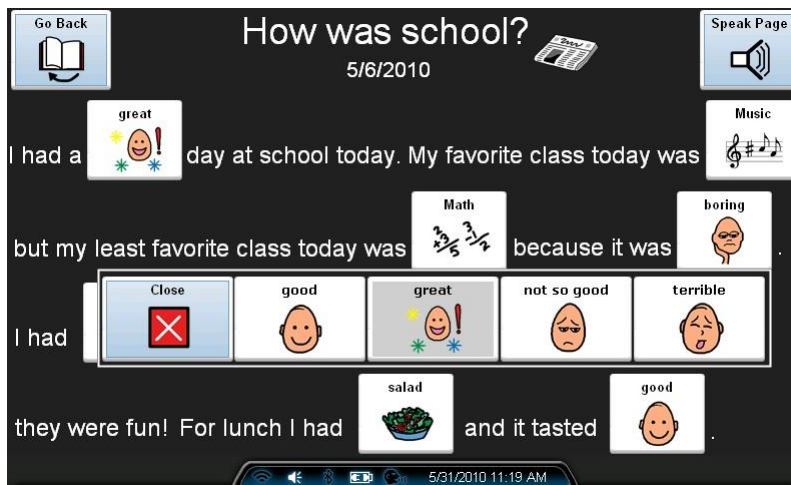 Go Back
How was school?
Speak Page
5/6/2010
great
Music
I had a day at school today. My favorite class today was
Math
boring
but my least favorite class today was because it was .
Close good great not so good terrible
I had
salad
good
they were fun! For lunch I had and it tasted .
5/31/2010 11:19 AM